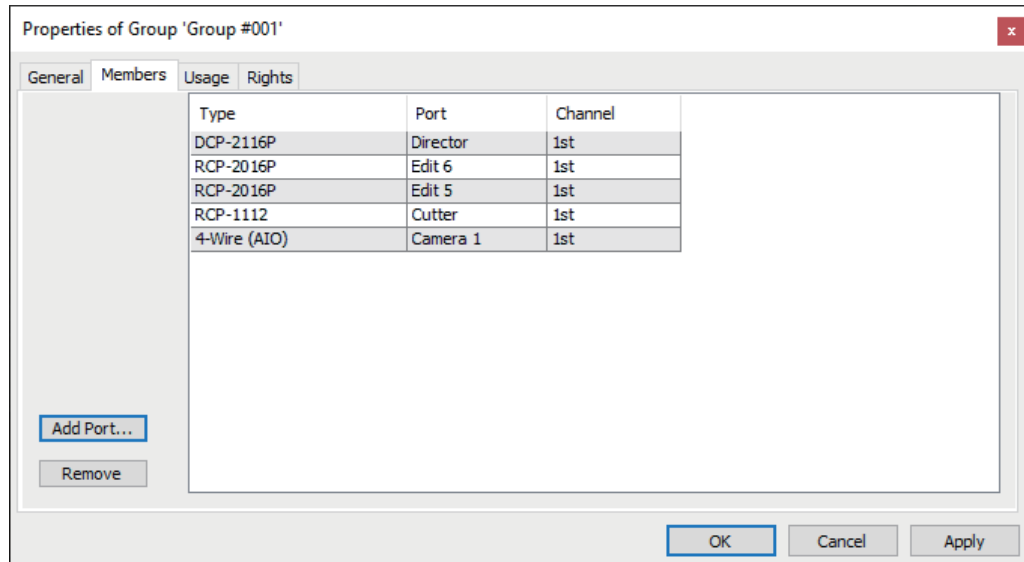 Properties of Group 'Group #001'
x
General Members Usage Rights
Type Port Channel
DCP-2116P Director 1st
RCP-2016P Edit 6 1st
RCP-2016P Edit 5 1st
RCP-1112 Cutter 1st
4-Wire (AIO) Camera 1 1st
Add Port...
Remove
OK Cancel Apply